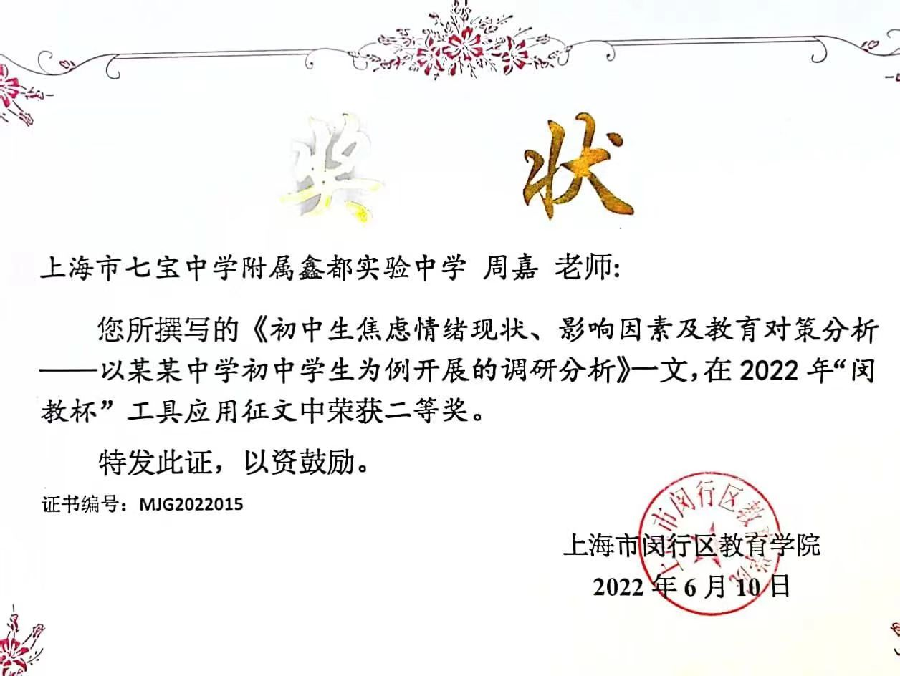 奖状
上海市七宝中学附属鑫都实验中学 周嘉 老师:
您所撰写的《初中生焦虑情绪现状、影响因素及教育对策分析
——以某某中学初中学生为例开展的调研分析》一文,在 2022 年“闵
教杯”工具应用征文中荣获二等奖。
特发此证，以资鼓励。
证书编号：MJG2022015
上海市闵行区教育学院
上海市闵行区教育学院
2022 年 6 月 10 日